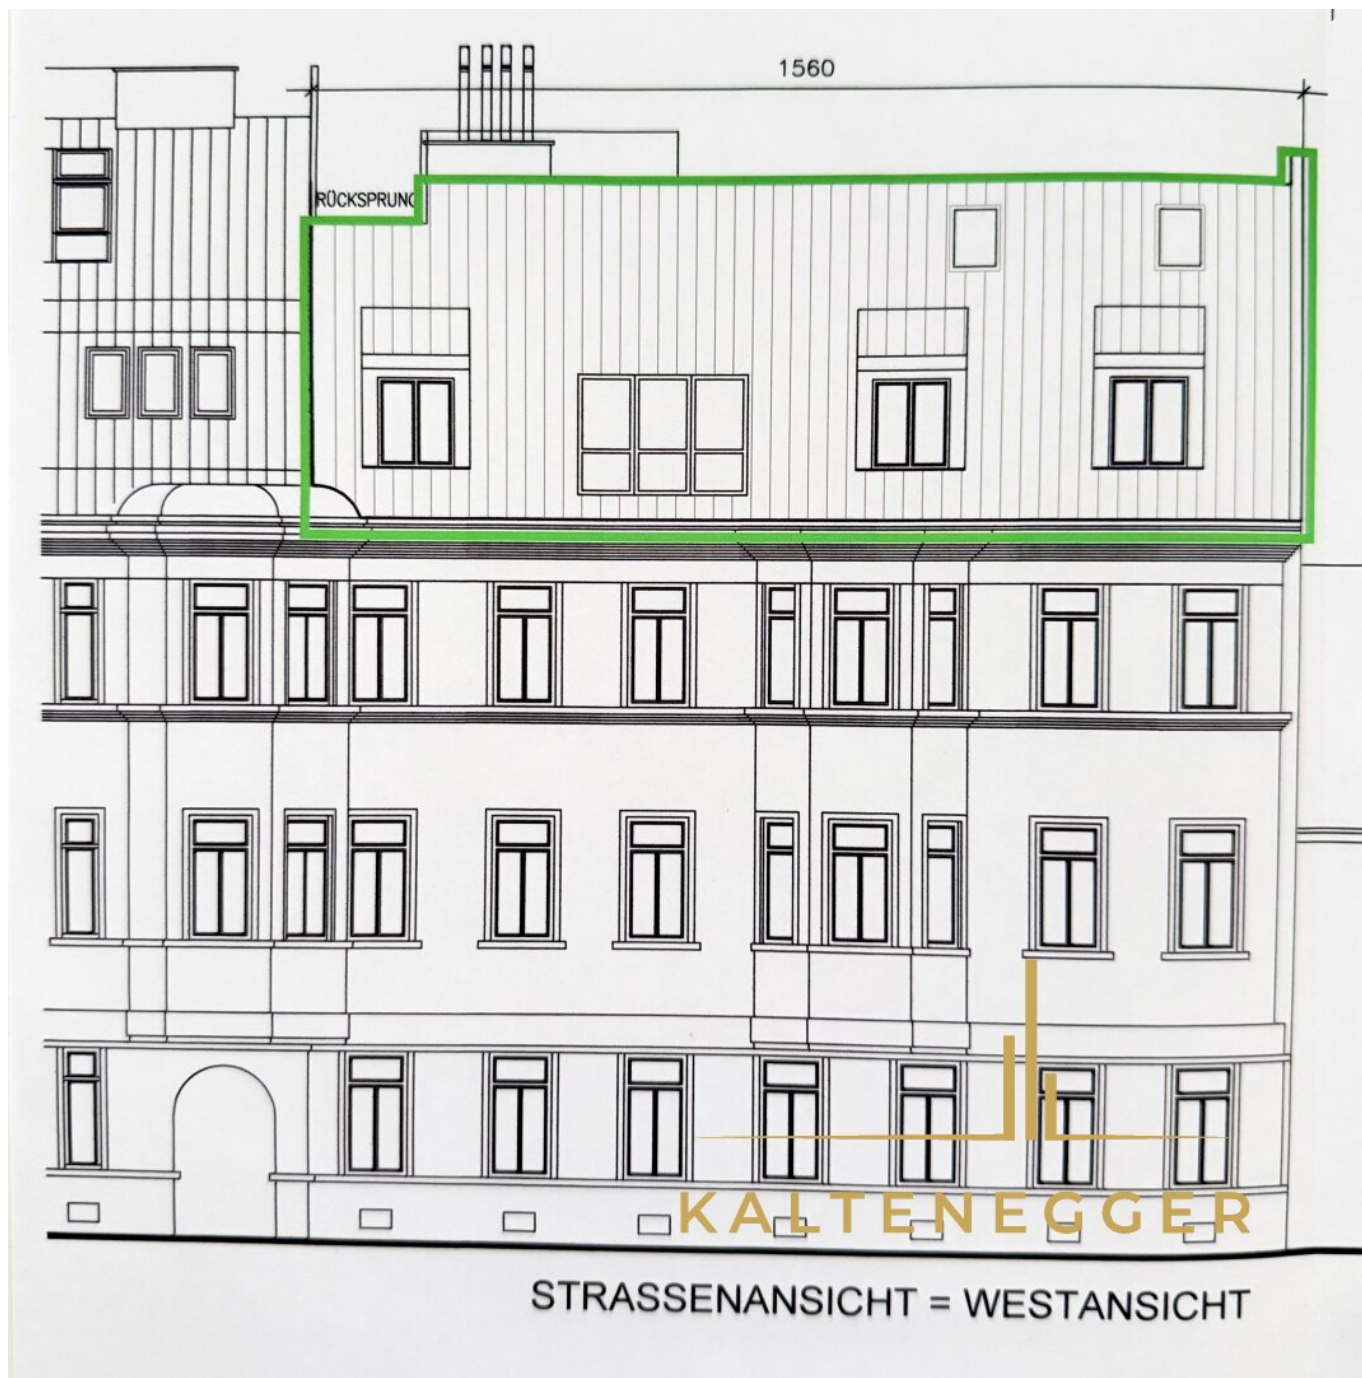 1560
RÜCKSPRUNG
KALTENEGGER
STRASSENANSICHT = WESTANSICHT